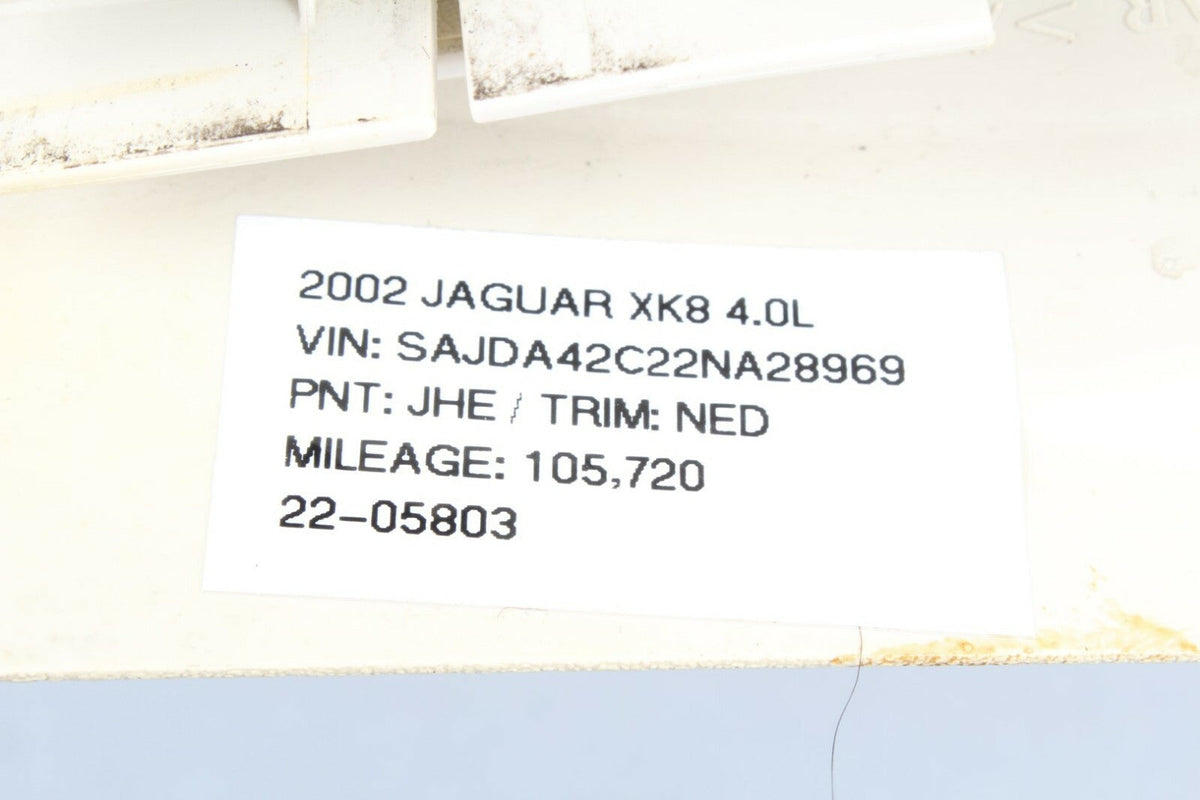 2002 JAGUAR XK8 4.0L
VIN: SAJDA42C22NA28969
PNT: JHE / TRIM: NED
MILEAGE: 105,720
22-05803